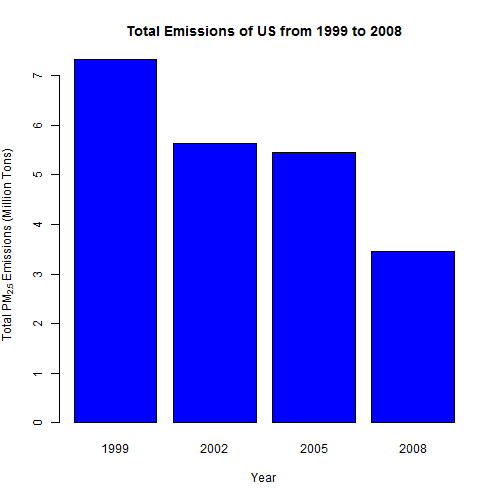 Total Emissions of US from 1999 to 2008
Total PM2.5 Emissions (Million Tons)
7
6
5
4
3
2
1
0
1999 2002 2005 2008
Year